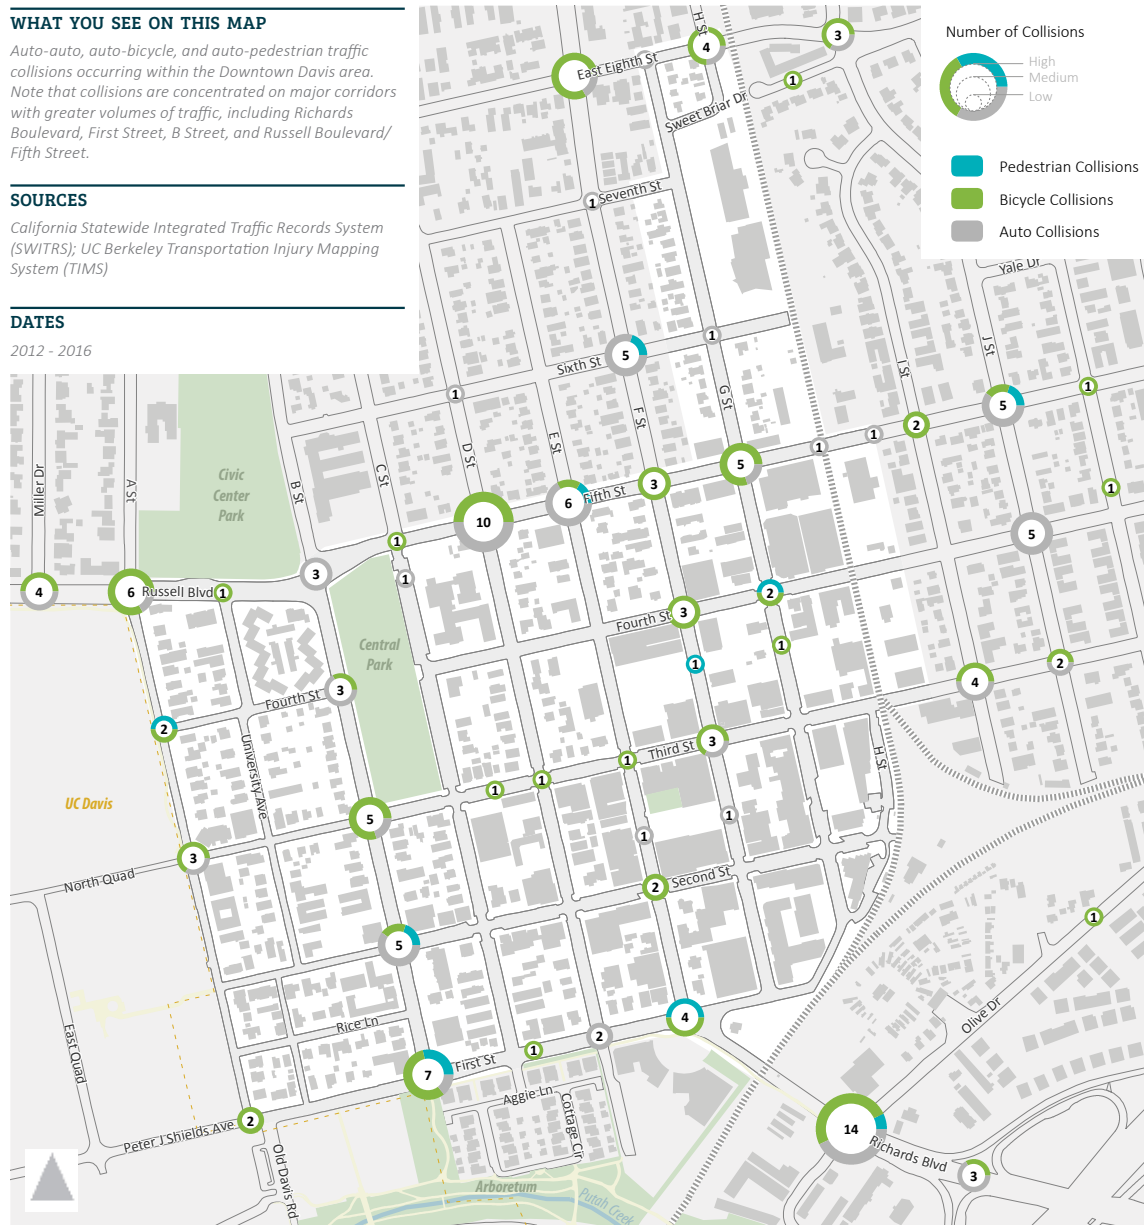 WHAT YOU SEE ON THIS MAP
Auto-auto, auto-bicycle, and auto-pedestrian traffic
collisions occurring within the Downtown Davis area.
Note that collisions are concentrated on major corridors
with greater volumes of traffic, including Richards
Boulevard, First Street, B Street, and Russell Boulevard/
Fifth Street.
SOURCES
California Statewide Integrated Traffic Records System
(SWITRS); UC Berkeley Transportation Injury Mapping
System (TIMS)
DATES
2012 - 2016
Number of Collisions
High
Medium
Low
Pedestrian Collisions
Bicycle Collisions
Auto Collisions
H St
3
4
East Eighth St
1
Sweet Briar Dr
Seventh St
1
Yale Dr
1
J St
5
Sixth St
I St
1
1
G St
5
F St
2
1
1
D St
E St
C St
5
Civic
Center
Park
B St
A St
Miller Dr
3
1
6
Fifth St
10
5
1
3
1
4
6
Russell Blvd
1
2
3
Fourth St
1
Central
Park
1
2
4
3
Fourth St
2
3
Third St
1
H St
University Ave
1
1
UC Davis
5
1
1
3
North Quad
2
Second St
1
5
4
Olive Dr
Rice Ln
East Quad
2
1
First St
7
Aggie Ln
Cottage Cir
2
Peter J Shields Ave
14
Richards Blvd
Old Davis Rd
3
Arboretum
Putah Creek